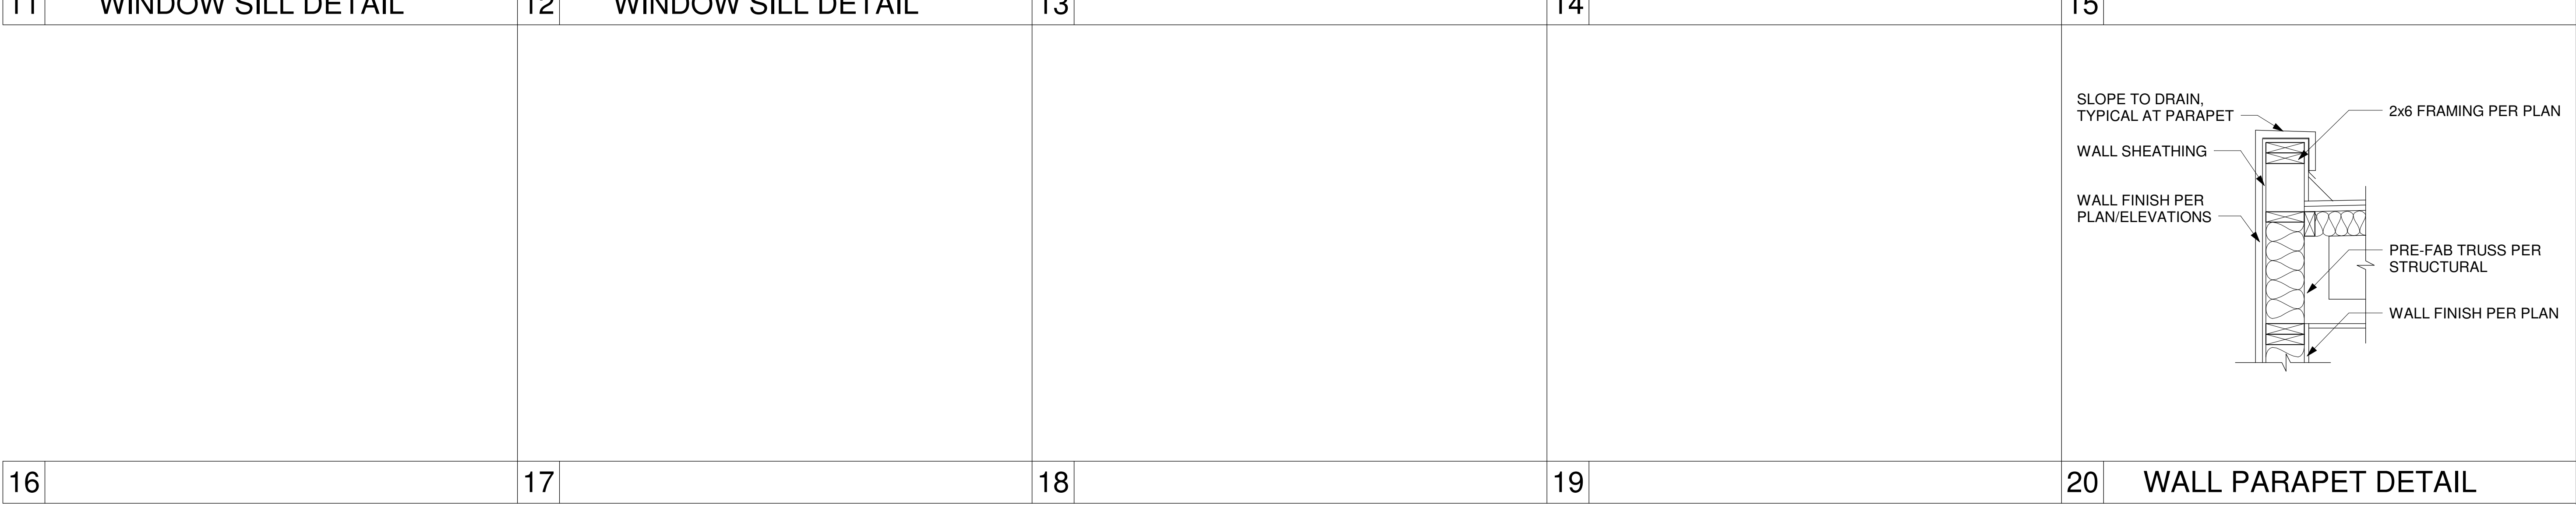 11 WINDOW SILL DETAIL
12 WINDOW SILL DETAIL
13
14
15
SLOPE TO DRAIN,
TYPICAL AT PARAPET
2x6 FRAMING PER PLAN
WALL SHEATHING
WALL FINISH PER
PLAN/ELEVATIONS
PRE-FAB TRUSS PER
STRUCTURAL
WALL FINISH PER PLAN
16
17
18
19
20 WALL PARAPET DETAIL